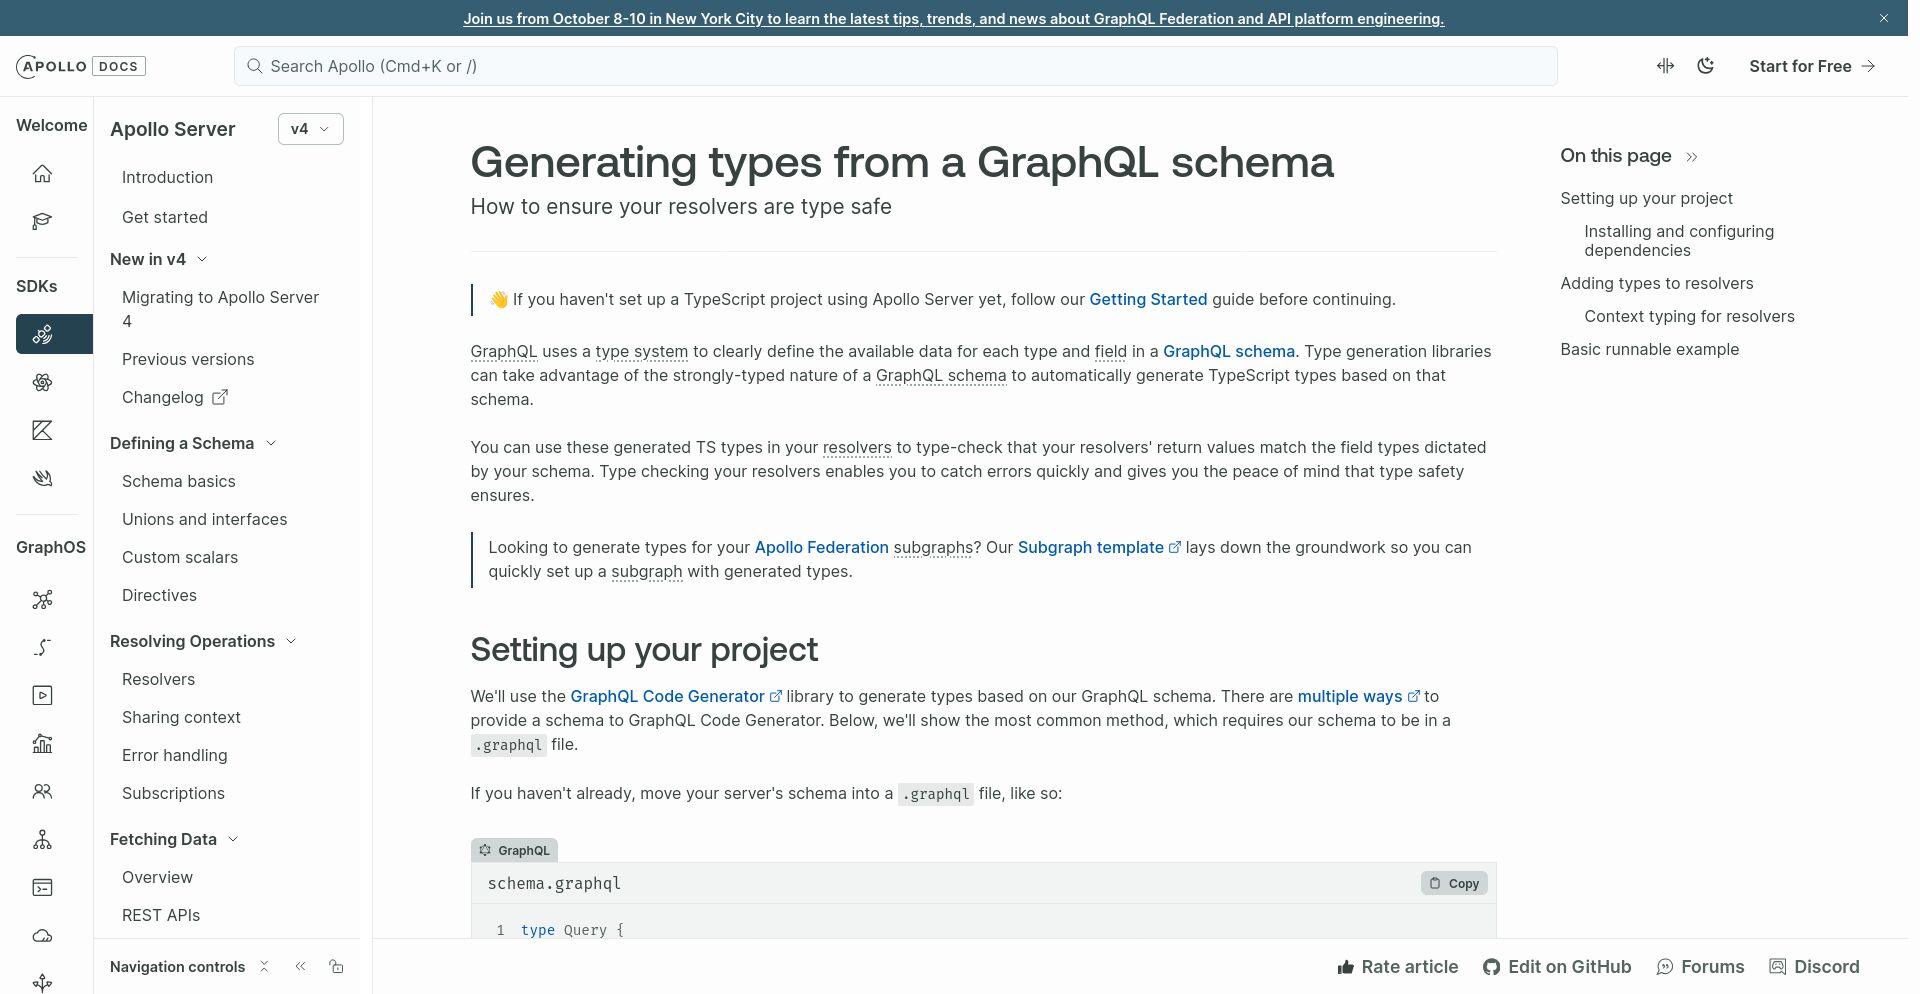 Join us from October 8-10 in New York City to learn the latest tips, trends, and news about GraphQL Federation and API platform engineering.
APOLLO DOCS
Search Apollo (Cmd+K or /)
Start for Free
Welcome
SDKs
GraphOS
Apollo Server
v4
Introduction
Get started
New in v4
Migrating to Apollo Server
4
Previous versions
Changelog
Defining a Schema
Schema basics
Unions and interfaces
Custom scalars
Directives
Resolving Operations
Resolvers
Sharing context
Error handling
Subscriptions
Fetching Data
Overview
REST APIs
Navigation controls
Generating types from a GraphQL schema
How to ensure your resolvers are type safe
👋 If you haven't set up a TypeScript project using Apollo Server yet, follow our Getting Started guide before continuing.
GraphQL uses a type system to clearly define the available data for each type and field in a GraphQL schema. Type generation libraries
can take advantage of the strongly-typed nature of a GraphQL schema to automatically generate TypeScript types based on that
schema.
You can use these generated TS types in your resolvers to type-check that your resolvers' return values match the field types dictated
by your schema. Type checking your resolvers enables you to catch errors quickly and gives you the peace of mind that type safety
ensures.
Looking to generate types for your Apollo Federation subgraphs? Our Subgraph template lays down the groundwork so you can
quickly set up a subgraph with generated types.
Setting up your project
We'll use the GraphQL Code Generator library to generate types based on our GraphQL schema. There are multiple ways to
provide a schema to GraphQL Code Generator. Below, we'll show the most common method, which requires our schema to be in a
.graphql file.
If you haven't already, move your server's schema into a .graphql file, like so:
GraphQL
schema.graphql
Copy
1 type Query {
On this page
Setting up your project
Installing and configuring
dependencies
Adding types to resolvers
Context typing for resolvers
Basic runnable example
Rate article
Edit on GitHub
Forums
Discord